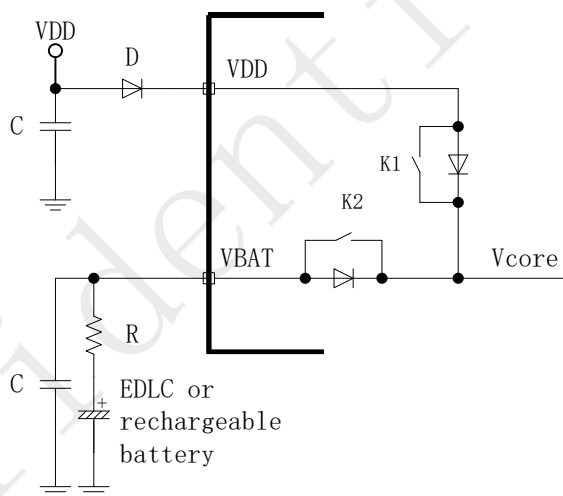 VDD
D
VDD
C
K1
K2
VBAT
Vcore
R
C
+
EDLC or
rechargeable
battery